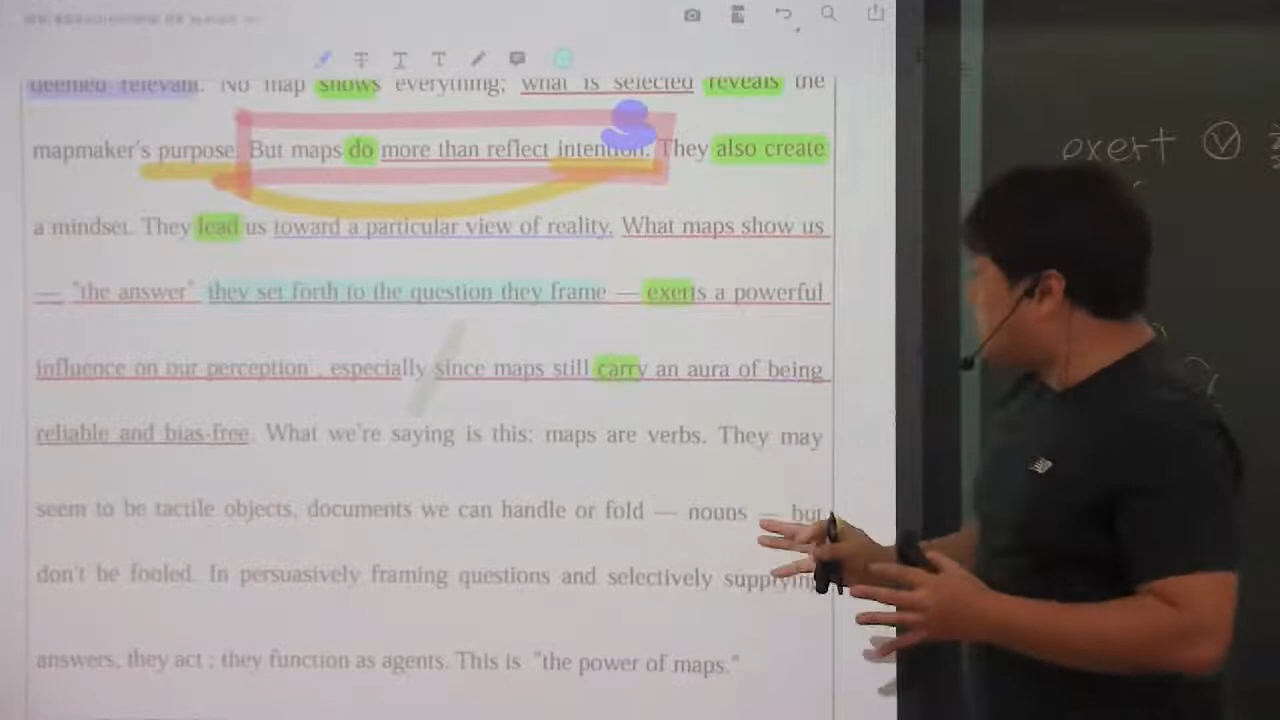 deemed relevant. No map shows everything; what is selected reveals the
mapmaker's purpose. But maps do more than reflect intention. They also create
a mindset. They lead us toward a particular view of reality. What maps show us
— "the answer" they set forth to the question they frame — exerts a powerful
influence on our perception , especially since maps still carry an aura of being
reliable and bias-free. What we're saying is this: maps are verbs. They may
seem to be tactile objects, documents we can handle or fold — nouns — but
don't be fooled. In persuasively framing questions and selectively supplying
answers, they act ; they function as agents. This is "the power of maps."
exert V